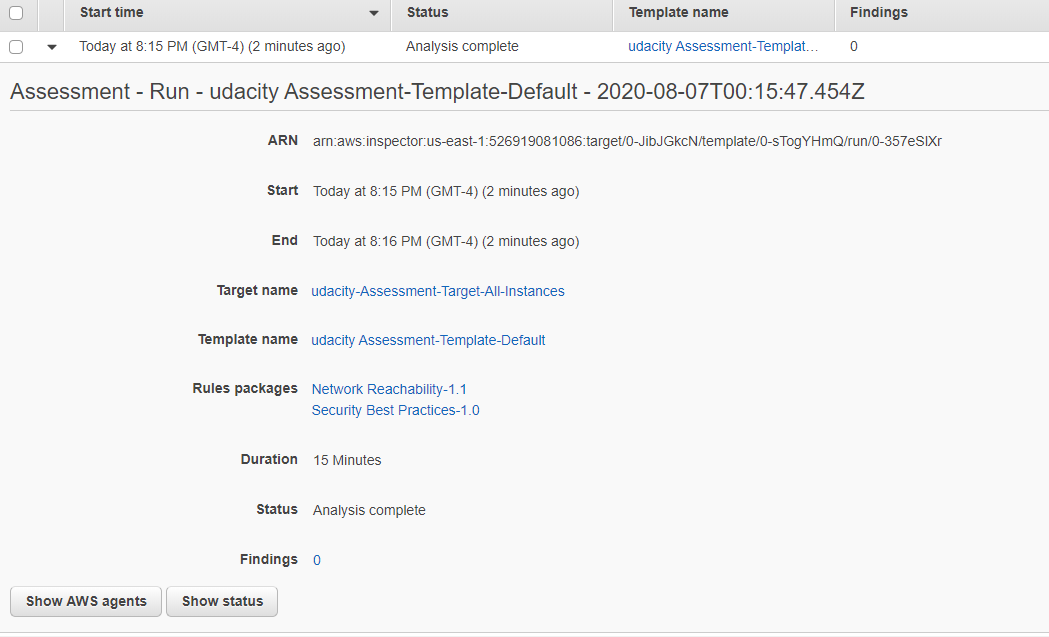 Start time Status Template name Findings
Today at 8:15 PM (GMT-4) (2 minutes ago) Analysis complete udacity Assessment-Templat... 0
Assessment - Run - udacity Assessment-Template-Default - 2020-08-07T00:15:47.454Z
ARN arn:aws:inspector:us-east-1:526919081086:target/0-JibJGkcN/template/0-sTogYHmQ/run/0-357eSlXr
Start Today at 8:15 PM (GMT-4) (2 minutes ago)
End Today at 8:16 PM (GMT-4) (2 minutes ago)
Target name udacity-Assessment-Target-All-Instances
Template name udacity Assessment-Template-Default
Rules packages Network Reachability-1.1
Security Best Practices-1.0
Duration 15 Minutes
Status Analysis complete
Findings 0
Show AWS agents Show status